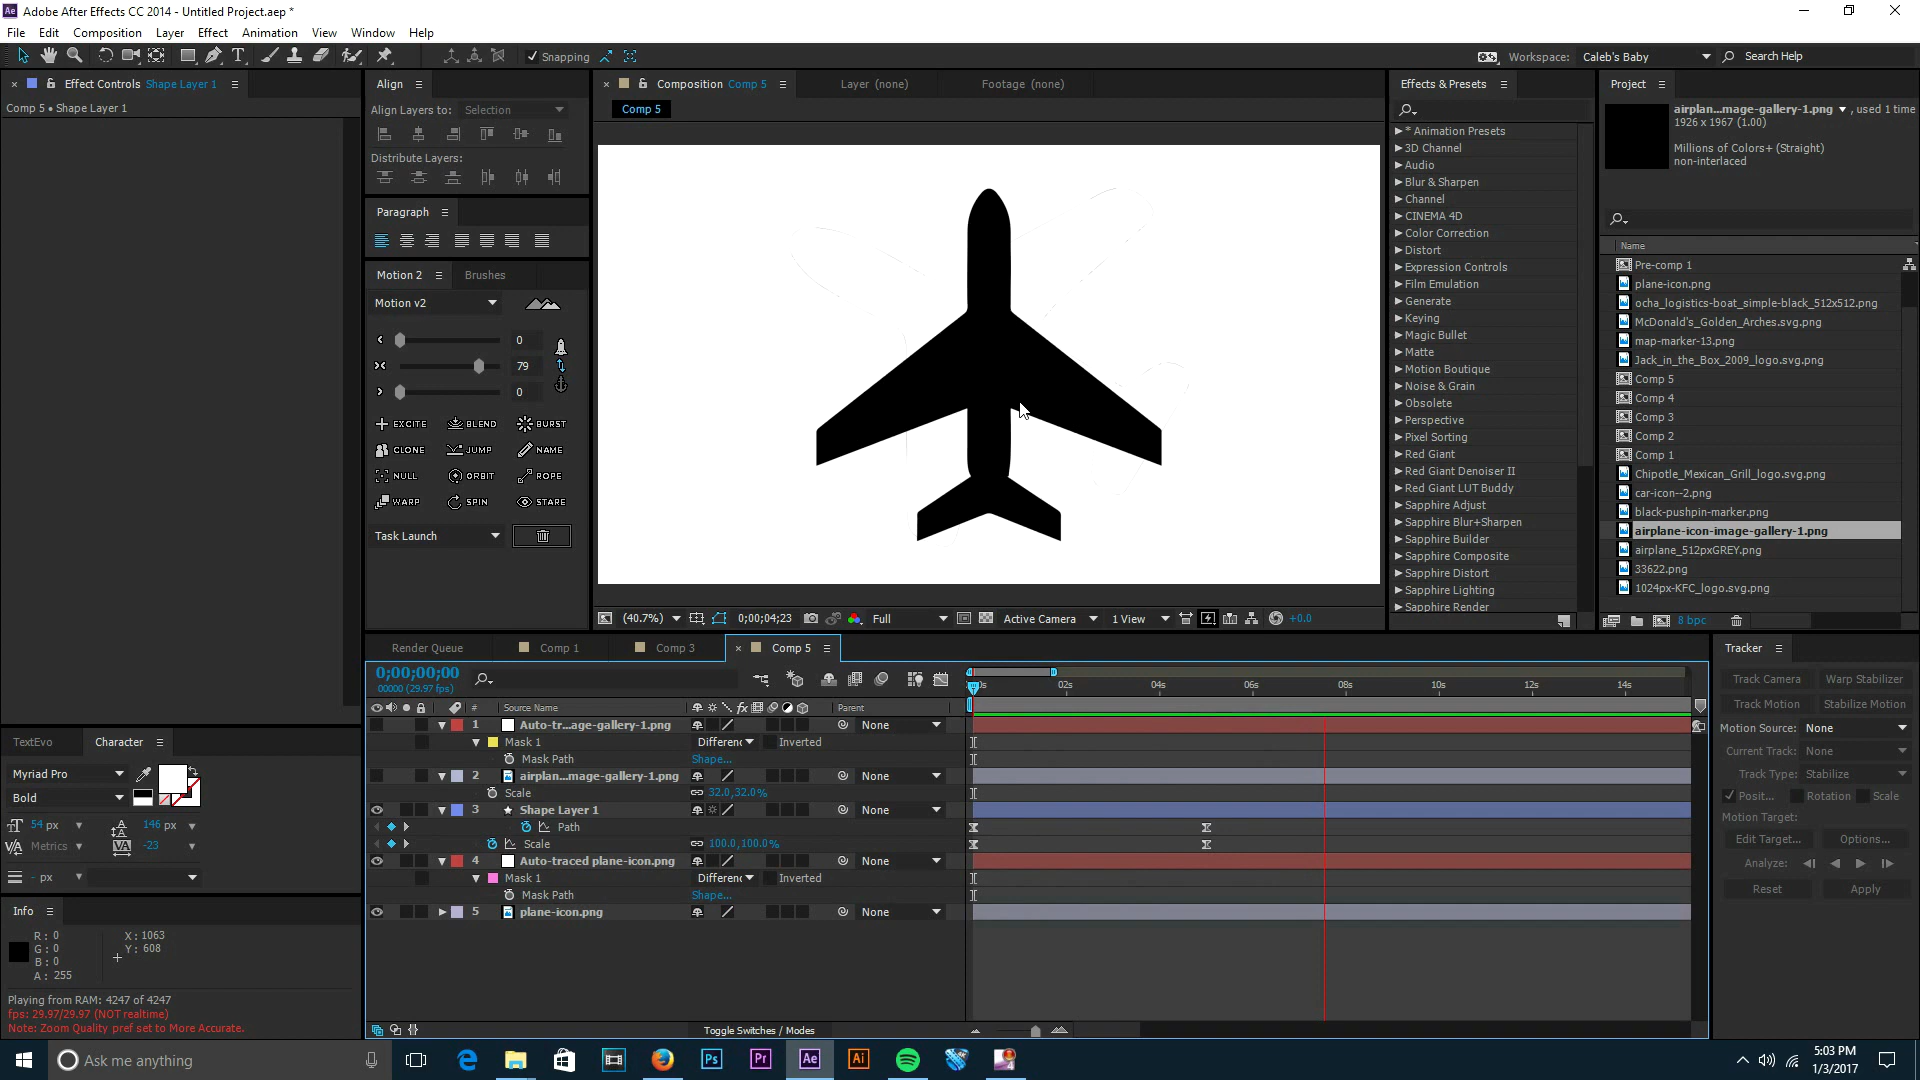 Adobe After Effects CC 2014 - Untitled Project.aep *
File Edit Composition Layer Effect Animation View Window Help
Snapping
Workspace: Caleb's Baby
Search Help
Effect Controls Shape Layer 1
Comp 5 • Shape Layer 1
Align
Align Layers to: Selection
Distribute Layers:
Paragraph
Motion 2 Brushes
Motion v2
0
79
0
EXCITE BLEND BURST
CLONE JUMP NAME
NULL ORBIT ROPE
WARP SPIN STARE
Task Launch
Composition Comp 5
Layer (none)
Footage (none)
Comp 5
(40.7%) 0;00;04;23 Full Active Camera 1 View +0.0
Effects & Presets
* Animation Presets
3D Channel
Audio
Blur & Sharpen
Channel
CINEMA 4D
Color Correction
Distort
Expression Controls
Film Emulation
Generate
Keying
Magic Bullet
Matte
Motion Boutique
Noise & Grain
Obsolete
Perspective
Pixel Sorting
Red Giant
Red Giant Denoiser II
Red Giant LUT Buddy
Sapphire Adjust
Sapphire Blur+Sharpen
Sapphire Builder
Sapphire Composite
Sapphire Distort
Sapphire Lighting
Sapphire Render
Project
airplan...mage-gallery-1.png , used 1 time
1926 x 1967 (1.00)
Millions of Colors+ (Straight)
non-interlaced
Name
Pre-comp 1
plane-icon.png
ocha_logistics-boat_simple-black_512x512.png
McDonald's_Golden_Arches.svg.png
map-marker-13.png
Jack_in_the_Box_2009_logo.svg.png
Comp 5
Comp 4
Comp 3
Comp 2
Comp 1
Chipotle_Mexican_Grill_logo.svg.png
car-icon--2.png
black-pushpin-marker.png
airplane-icon-image-gallery-1.png
airplane_512pxGREY.png
33622.png
1024px-KFC_logo.svg.png
8 bpc
Render Queue Comp 1 Comp 3 Comp 5
0;00;00;00
00000 (29.97 fps)
02s 04s 06s 08s 10s 12s 14s
# Source Name Parent
1 Auto-tr...age-gallery-1.png None
Mask 1 Differenc Inverted
Mask Path Shape...
2 airplan...mage-gallery-1.png None
Scale 32.0,32.0%
3 Shape Layer 1 None
Path
Scale 100.0,100.0%
4 Auto-traced plane-icon.png None
Mask 1 Differenc Inverted
Mask Path Shape...
5 plane-icon.png None
Toggle Switches / Modes
Tracker
Track Camera Warp Stabilizer
Track Motion Stabilize Motion
Motion Source: None
Current Track: None
Track Type: Stabilize
Posit... Rotation Scale
Motion Target:
Edit Target... Options...
Analyze:
Reset Apply
TextEvo Character
Myriad Pro
Bold
54 px 146 px
Metrics -23
- px
Info
R: 0
G: 0
B: 0
A: 255
X: 1063
Y: 608
Playing from RAM: 4247 of 4247
fps: 29.97/29.97 (NOT realtime)
Note: Zoom Quality pref set to More Accurate.
Ask me anything
Ps Pr Ae Ai
5:03 PM
1/3/2017